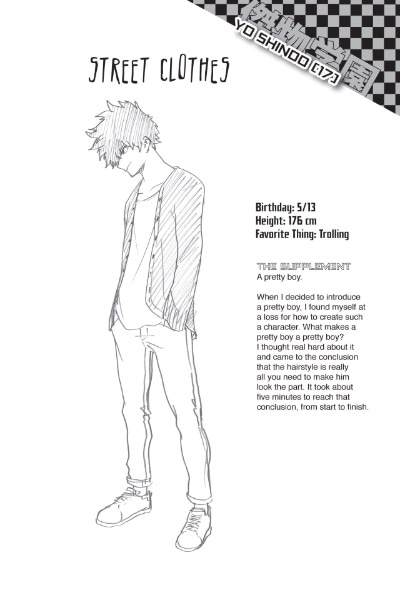 傑物学園
YO SHINDO [17]
STREET CLOTHES
Birthday: 5/13
Height: 176 cm
Favorite Thing: Trolling
THE SUPPLEMENT
A pretty boy.
When I decided to introduce
a pretty boy, I found myself at
a loss for how to create such
a character. What makes a
pretty boy a pretty boy?
I thought real hard about it
and came to the conclusion
that the hairstyle is really
all you need to make him
look the part. It took about
five minutes to reach that
conclusion, from start to finish.